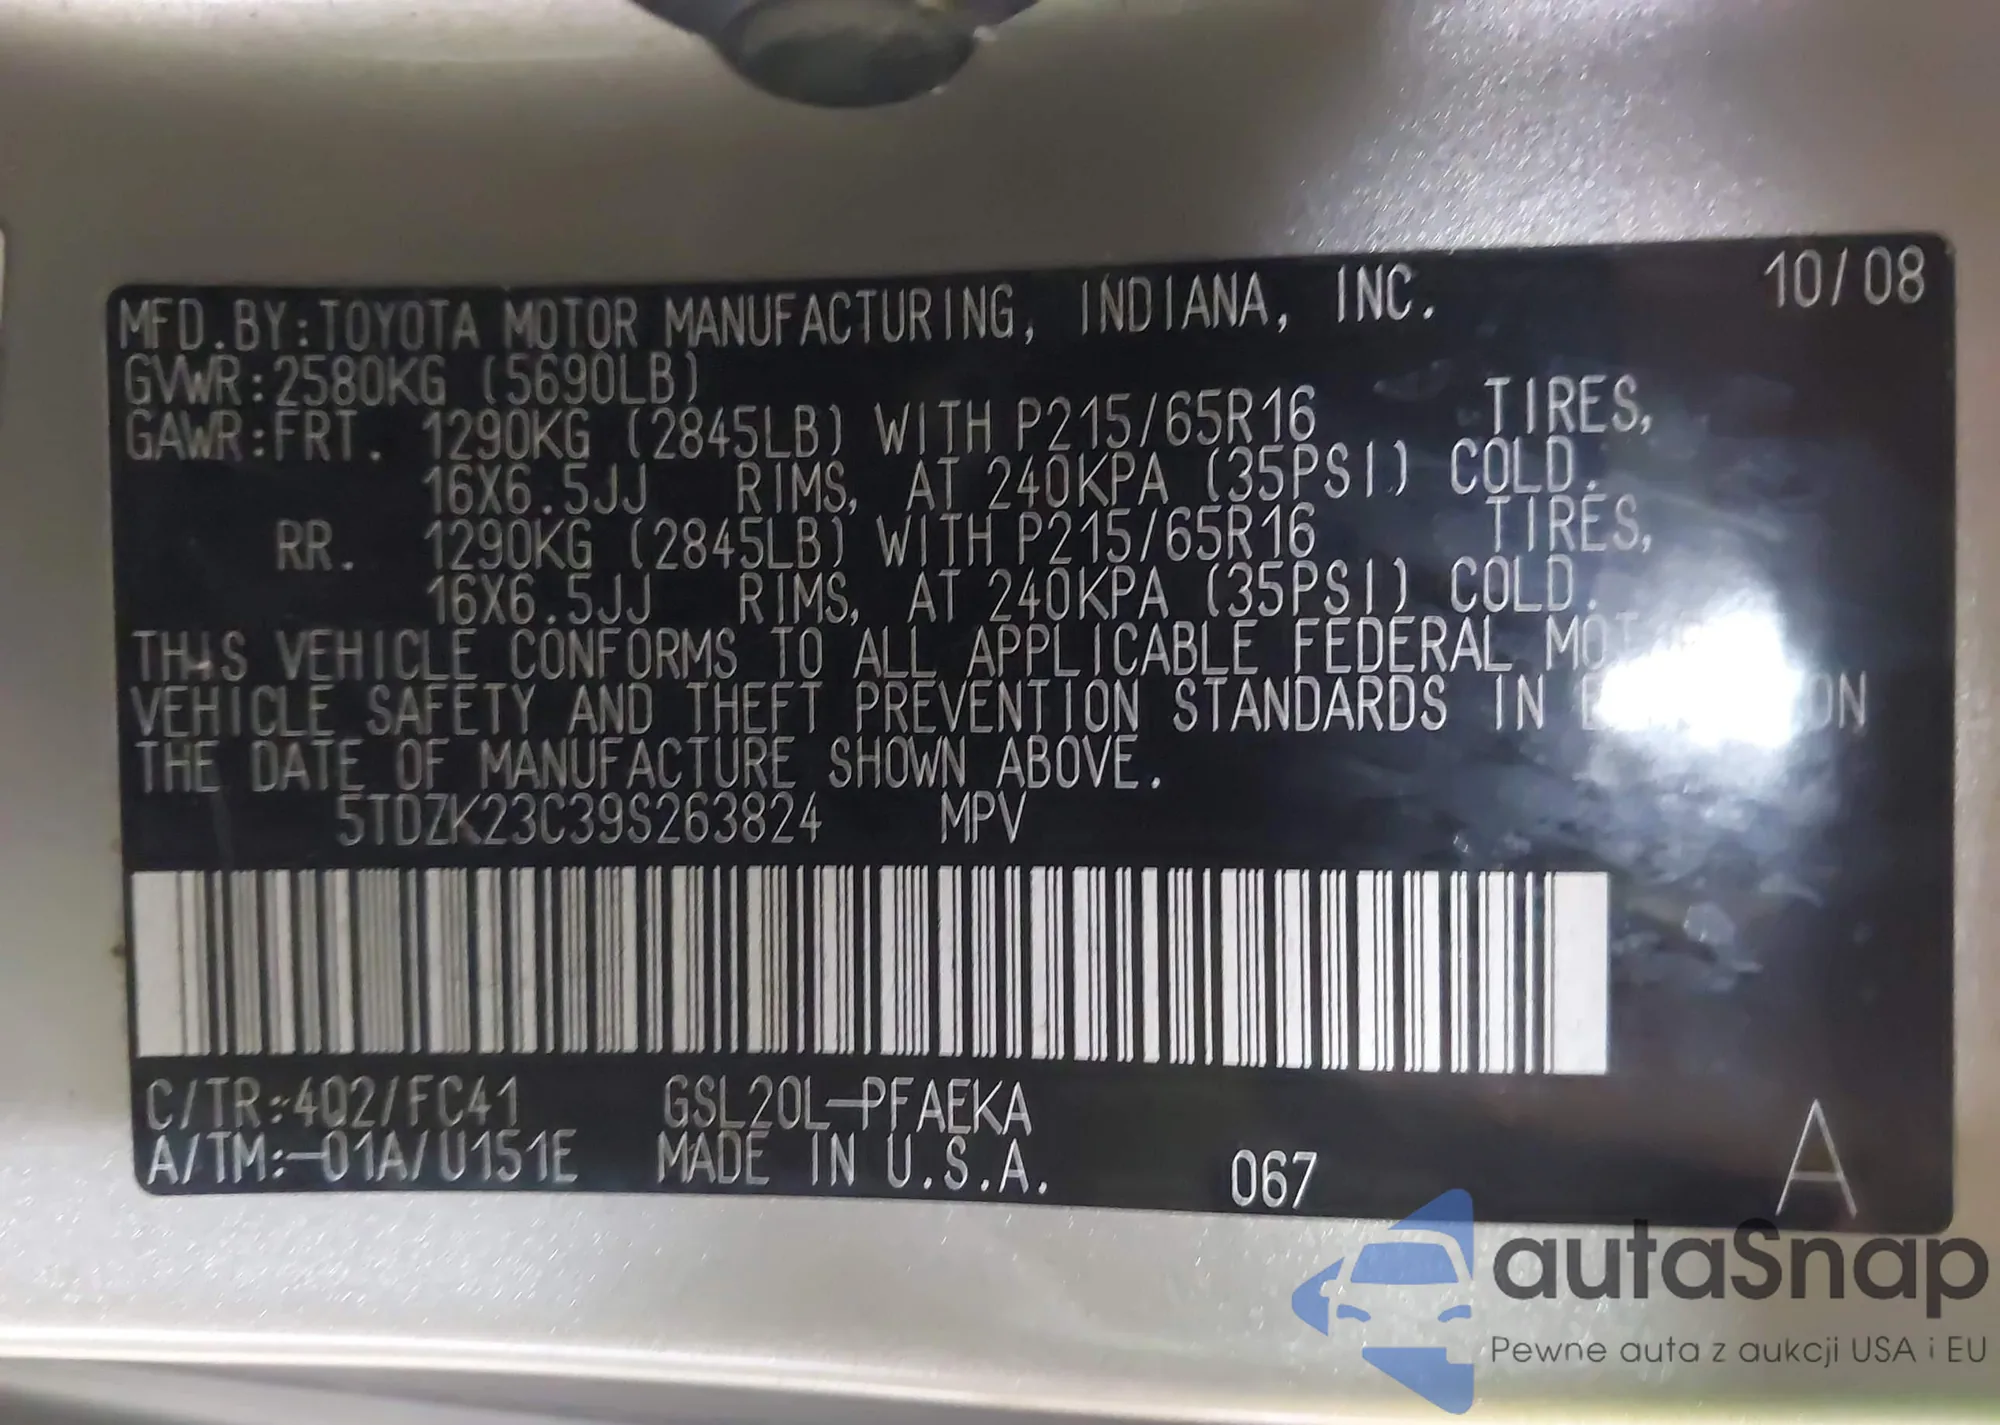 10/08
MFD.BY:TOYOTA MOTOR MANUFACTURING, INDIANA, INC.
GVWR:2580KG (5690LB)
GAWR:FRT. 1290KG (2845LB) WITH P215/65R16 TIRES,
16X6.5JJ RIMS, AT 240KPA (35PSI) COLD.
RR. 1290KG (2845LB) WITH P215/65R16 TIRES,
16X6.5JJ RIMS, AT 240KPA (35PSI) COLD.
THIS VEHICLE CONFORMS TO ALL APPLICABLE FEDERAL
VEHICLE SAFETY AND THEFT PREVENTION STANDARDS IN
THE DATE OF MANUFACTURE SHOWN ABOVE.
5TDZK23C39S263824 MPV
C/TR:4Q2/FC41 GSL20L-PFAEKA
A/TM:-01A/U151E MADE IN U.S.A. 067 A
autaSnap
Pewne auta z aukcji USA i EU